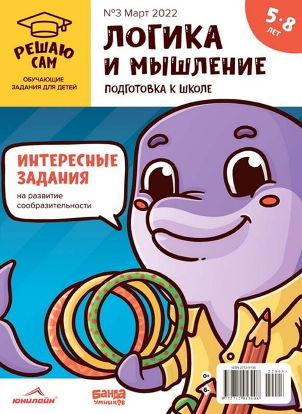 №3 Март 2022
5-8
ЛЕТ
РЕШАЮ
САМ
ОБУЧАЮЩИЕ
ЗАДАНИЯ ДЛЯ ДЕТЕЙ
ЛОГИКА
И МЫШЛЕНИЕ
ПОДГОТОВКА К ШКОЛЕ
ИНТЕРЕСНЫЕ
ЗАДАНИЯ
на развитие
сообразительности
ЮНИЛАЙН
БАНДА
УМНИКОВ
0+